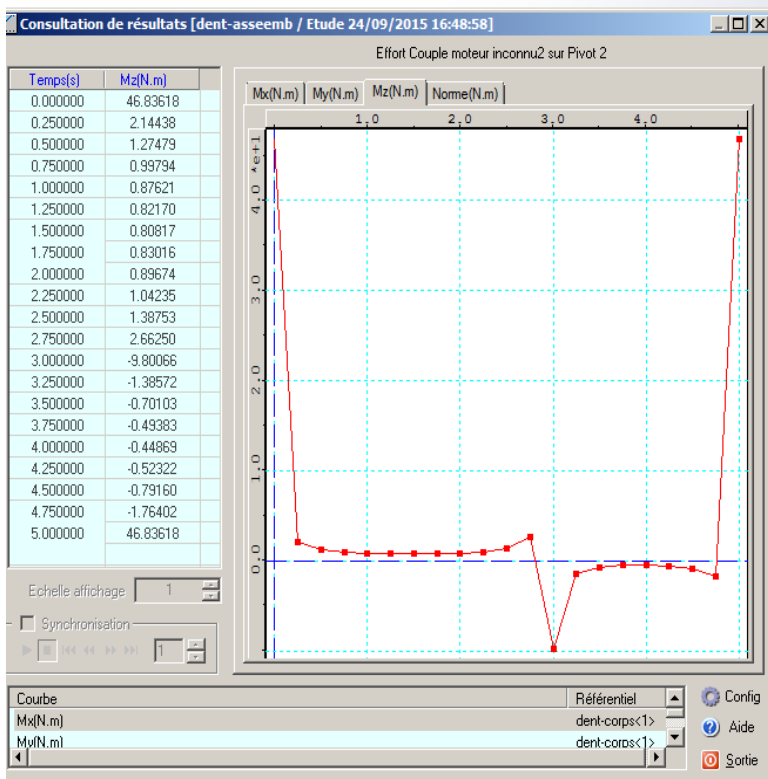 Consultation de résultats [dent-asseemb / Etude 24/09/2015 16:48:58]
Effort Couple moteur inconnu2 sur Pivot 2
Temps(s) Mz(N.m)
0.000000 46.83618
0.250000 2.14438
0.500000 1.27479
0.750000 0.99794
1.000000 0.87621
1.250000 0.82170
1.500000 0.80817
1.750000 0.83016
2.000000 0.89674
2.250000 1.04235
2.500000 1.38753
2.750000 2.66250
3.000000 -9.80066
3.250000 -1.38572
3.500000 -0.70103
3.750000 -0.49383
4.000000 -0.44869
4.250000 -0.52322
4.500000 -0.79160
4.750000 -1.76402
5.000000 46.83618
Echelle affichage 1
Synchronisation
1
Mx(N.m) My(N.m) Mz(N.m) Norme(N.m)
1,0 2,0 3,0 4,0
*e+1
4,0
3,0
2,0
1,0
0,0
Courbe Référentiel
Mx(N.m) dent-corps<1>
My(N.m) dent-corps<1>
Config
Aide
Sortie